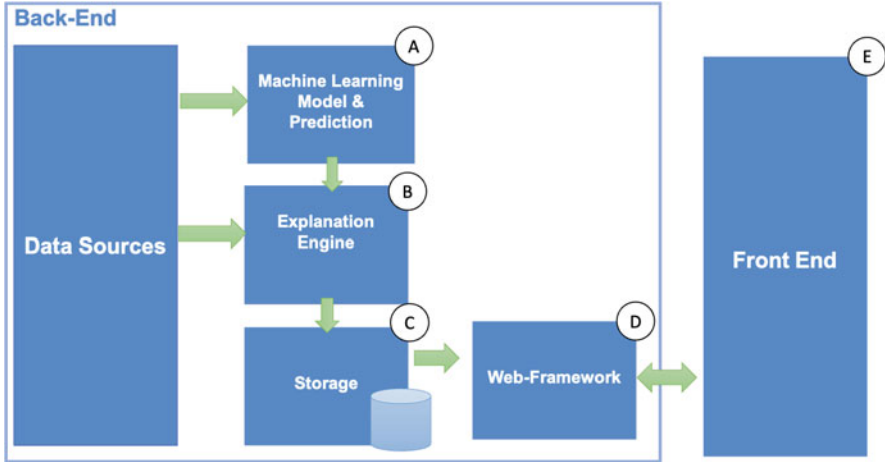 Back-End
A
Machine Learning
Model &
Prediction
B
Explanation
Engine
Data Sources
C
Storage
D
Web-Framework
E
Front End